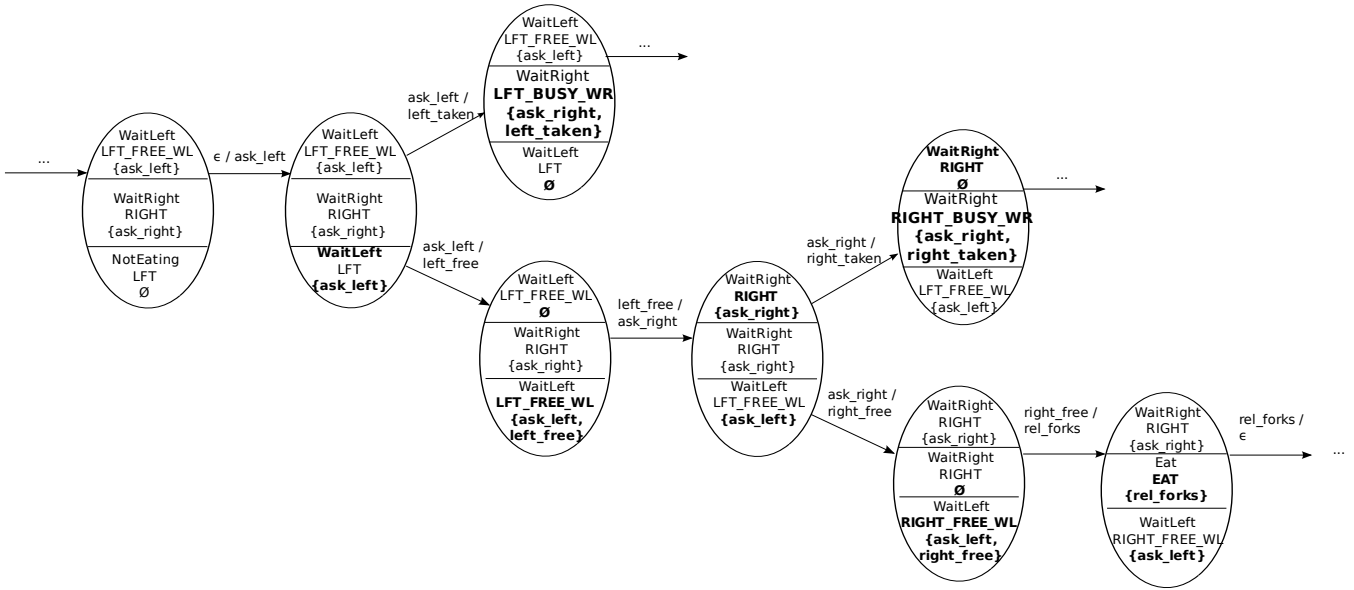 ...
WaitLeft
LFT_FREE_WL
{ask_left}
WaitRight
RIGHT
{ask_right}
NotEating
LFT
Ø
ϵ / ask_left
WaitLeft
LFT_FREE_WL
{ask_left}
WaitRight
RIGHT
{ask_right}
WaitLeft
LFT
{ask_left}
ask_left /
left_taken
WaitLeft
LFT_FREE_WL
{ask_left}
WaitRight
LFT_BUSY_WR
{ask_right,
left_taken}
WaitLeft
LFT
Ø
...
ask_left /
left_free
WaitLeft
LFT_FREE_WL
Ø
WaitRight
RIGHT
{ask_right}
WaitLeft
LFT_FREE_WL
{ask_left,
left_free}
left_free /
ask_right
WaitRight
RIGHT
{ask_right}
WaitRight
RIGHT
{ask_right}
WaitLeft
LFT_FREE_WL
{ask_left}
ask_right /
right_taken
WaitRight
RIGHT
Ø
WaitRight
RIGHT_BUSY_WR
{ask_right,
right_taken}
WaitLeft
LFT_FREE_WL
{ask_left}
...
ask_right /
right_free
WaitRight
RIGHT
{ask_right}
WaitRight
RIGHT
Ø
WaitLeft
RIGHT_FREE_WL
{ask_left,
right_free}
right_free /
rel_forks
WaitRight
RIGHT
{ask_right}
Eat
EAT
{rel_forks}
WaitLeft
RIGHT_FREE_WL
{ask_left}
rel_forks /
ϵ
...